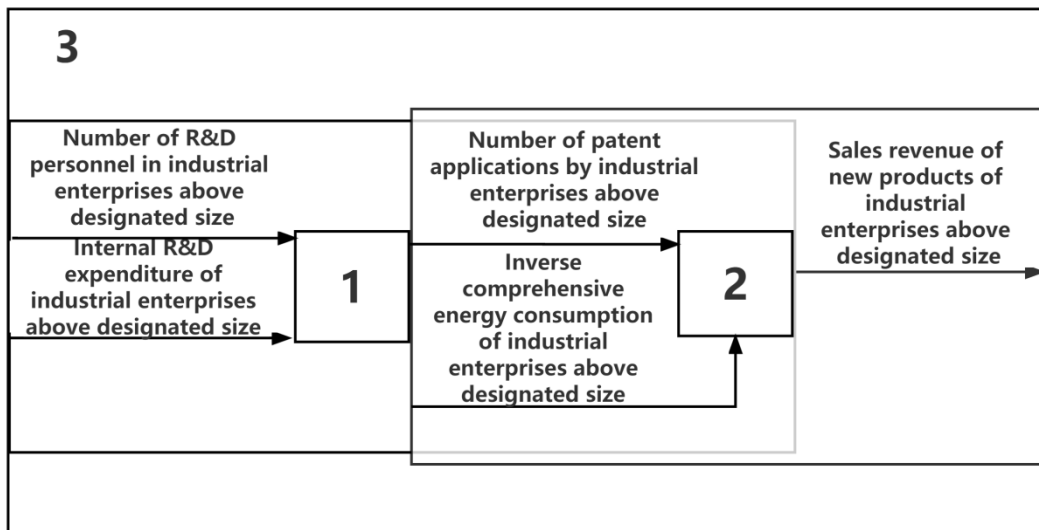 3
Number of R&D
personnel in industrial
enterprises above
designated size
Internal R&D
expenditure of
industrial enterprises
above designated size
1
Number of patent
applications by industrial
enterprises above
designated size
Inverse
comprehensive
energy consumption
of industrial
enterprises above
designated size
2
Sales revenue of
new products of
industrial
enterprises above
designated size